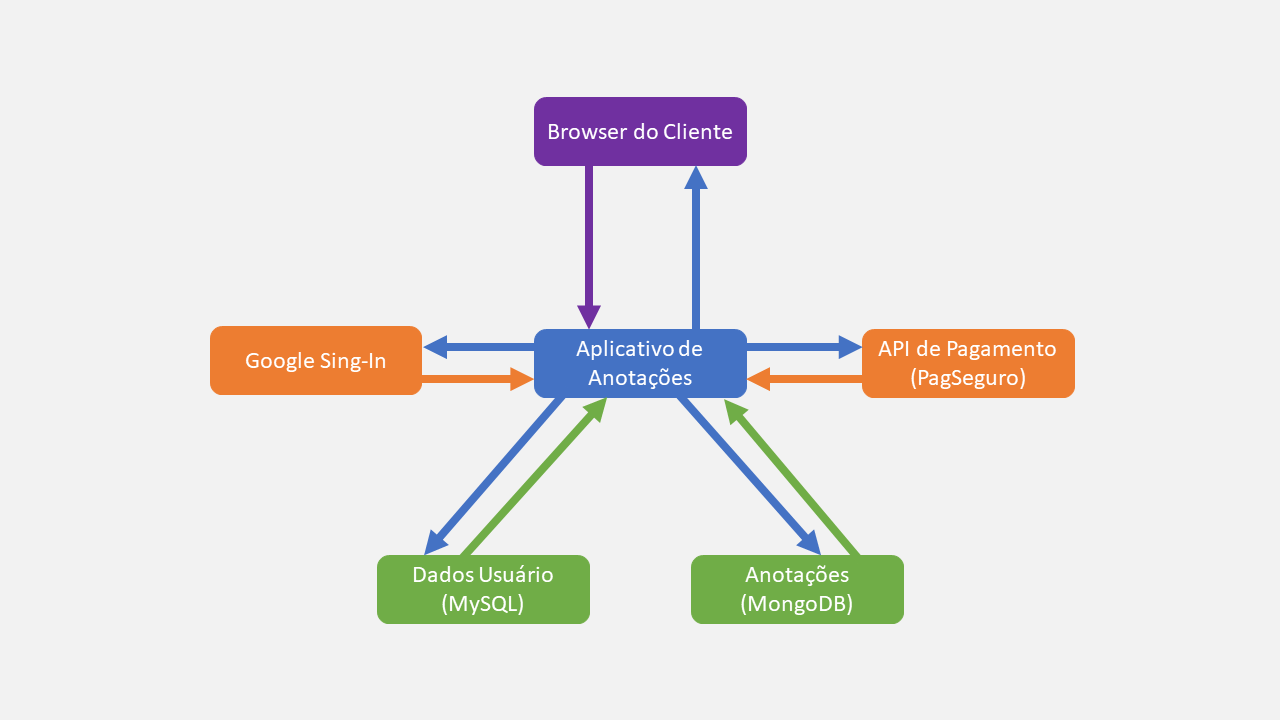 Browser do Cliente
Google Sing-In
Aplicativo de
Anotações
API de Pagamento
(PagSeguro)
Dados Usuário
(MySQL)
Anotações
(MongoDB)